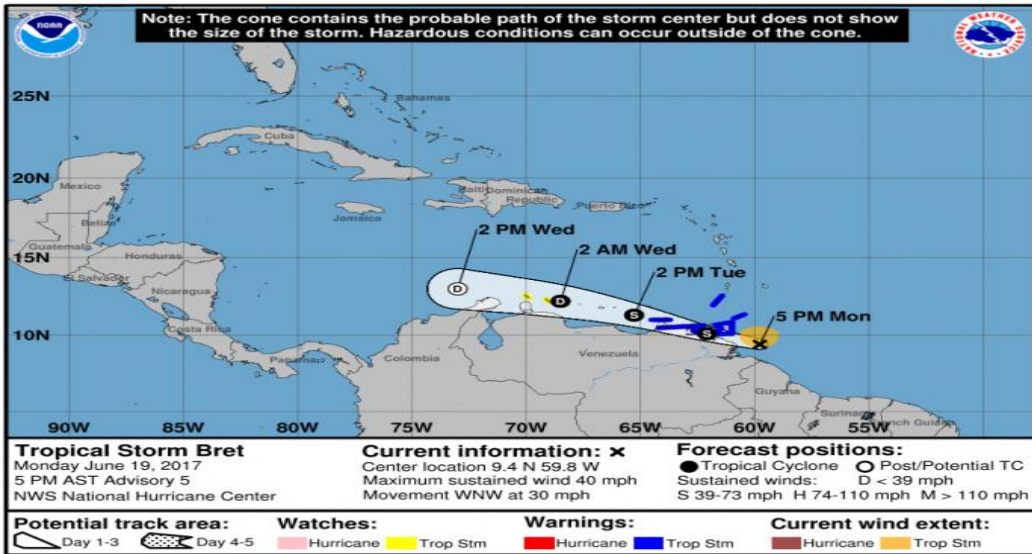 Note: The cone contains the probable path of the storm center but does not show
the size of the storm. Hazardous conditions can occur outside of the cone.
NOAA
NATIONAL WEATHER SERVICE
25N
Bahamas
Cuba
20N
Mexico
Haiti
Dominican
Republic
Puerto Rico
Jamaica
Belize
2 PM Wed
Guatemala
Honduras
2 AM Wed
15N
El Salvador
2 PM Tue
Nicaragua
D
D
S
5 PM Mon
10N
Costa Rica
S
Panama
Colombia
Venezuela
Guyana
Suriname
French Guiana
90W 85W 80W 75W 70W 65W 60W 55W
Tropical Storm Bret
Monday June 19, 2017
5 PM AST Advisory 5
NWS National Hurricane Center
Current information: x
Center location 9.4 N 59.8 W
Maximum sustained wind 40 mph
Movement WNW at 30 mph
Forecast positions:
Tropical Cyclone Post/Potential TC
Sustained winds: D < 39 mph
S 39-73 mph H 74-110 mph M > 110 mph
Potential track area:
Day 1-3 Day 4-5
Watches:
Hurricane Trop Stm
Warnings:
Hurricane Trop Stm
Current wind extent:
Hurricane Trop Stm